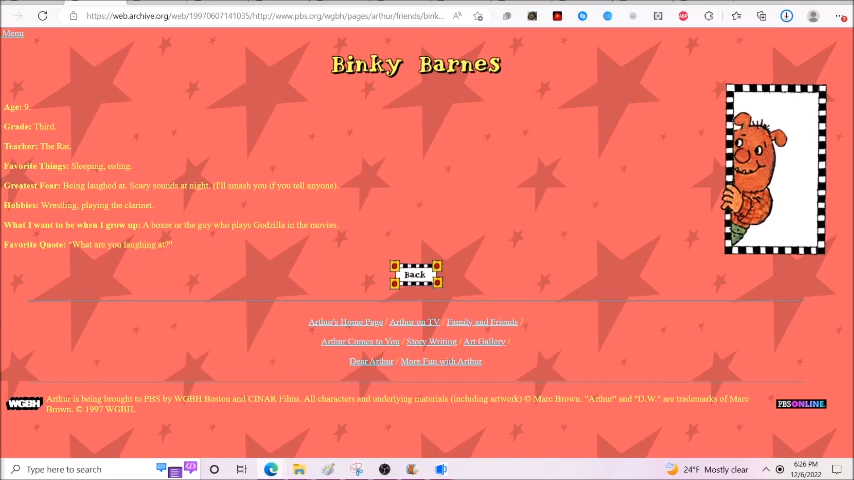 https://web.archive.org/web/19970607141035/http://www.pbs.org/wgbh/pages/arthur/friends/bink...
Menu
Binky Barnes
Age: 9.
Grade: Third.
Teacher: The Rat.
Favorite Things: Sleeping, eating.
Greatest Fear: Being laughed at. Scary sounds at night. (I'll smash you if you tell anyone).
Hobbies: Wrestling, playing the clarinet.
What I want to be when I grow up: A boxer or the guy who plays Godzilla in the movies.
Favorite Quote: "What are you laughing at?"
Back
Arthur's Home Page / Arthur on TV / Family and Friends /
Arthur Comes to You / Story Writing / Art Gallery /
Dear Arthur / More Fun with Arthur
WGBH
Arthur is being brought to PBS by WGBH Boston and CINAR Films. All characters and underlying materials (including artwork) © Marc Brown. "Arthur" and "D.W." are trademarks of Marc
Brown. © 1997 WGBH.
PBS ONLINE
Type here to search
24°F Mostly clear
6:26 PM
12/6/2022